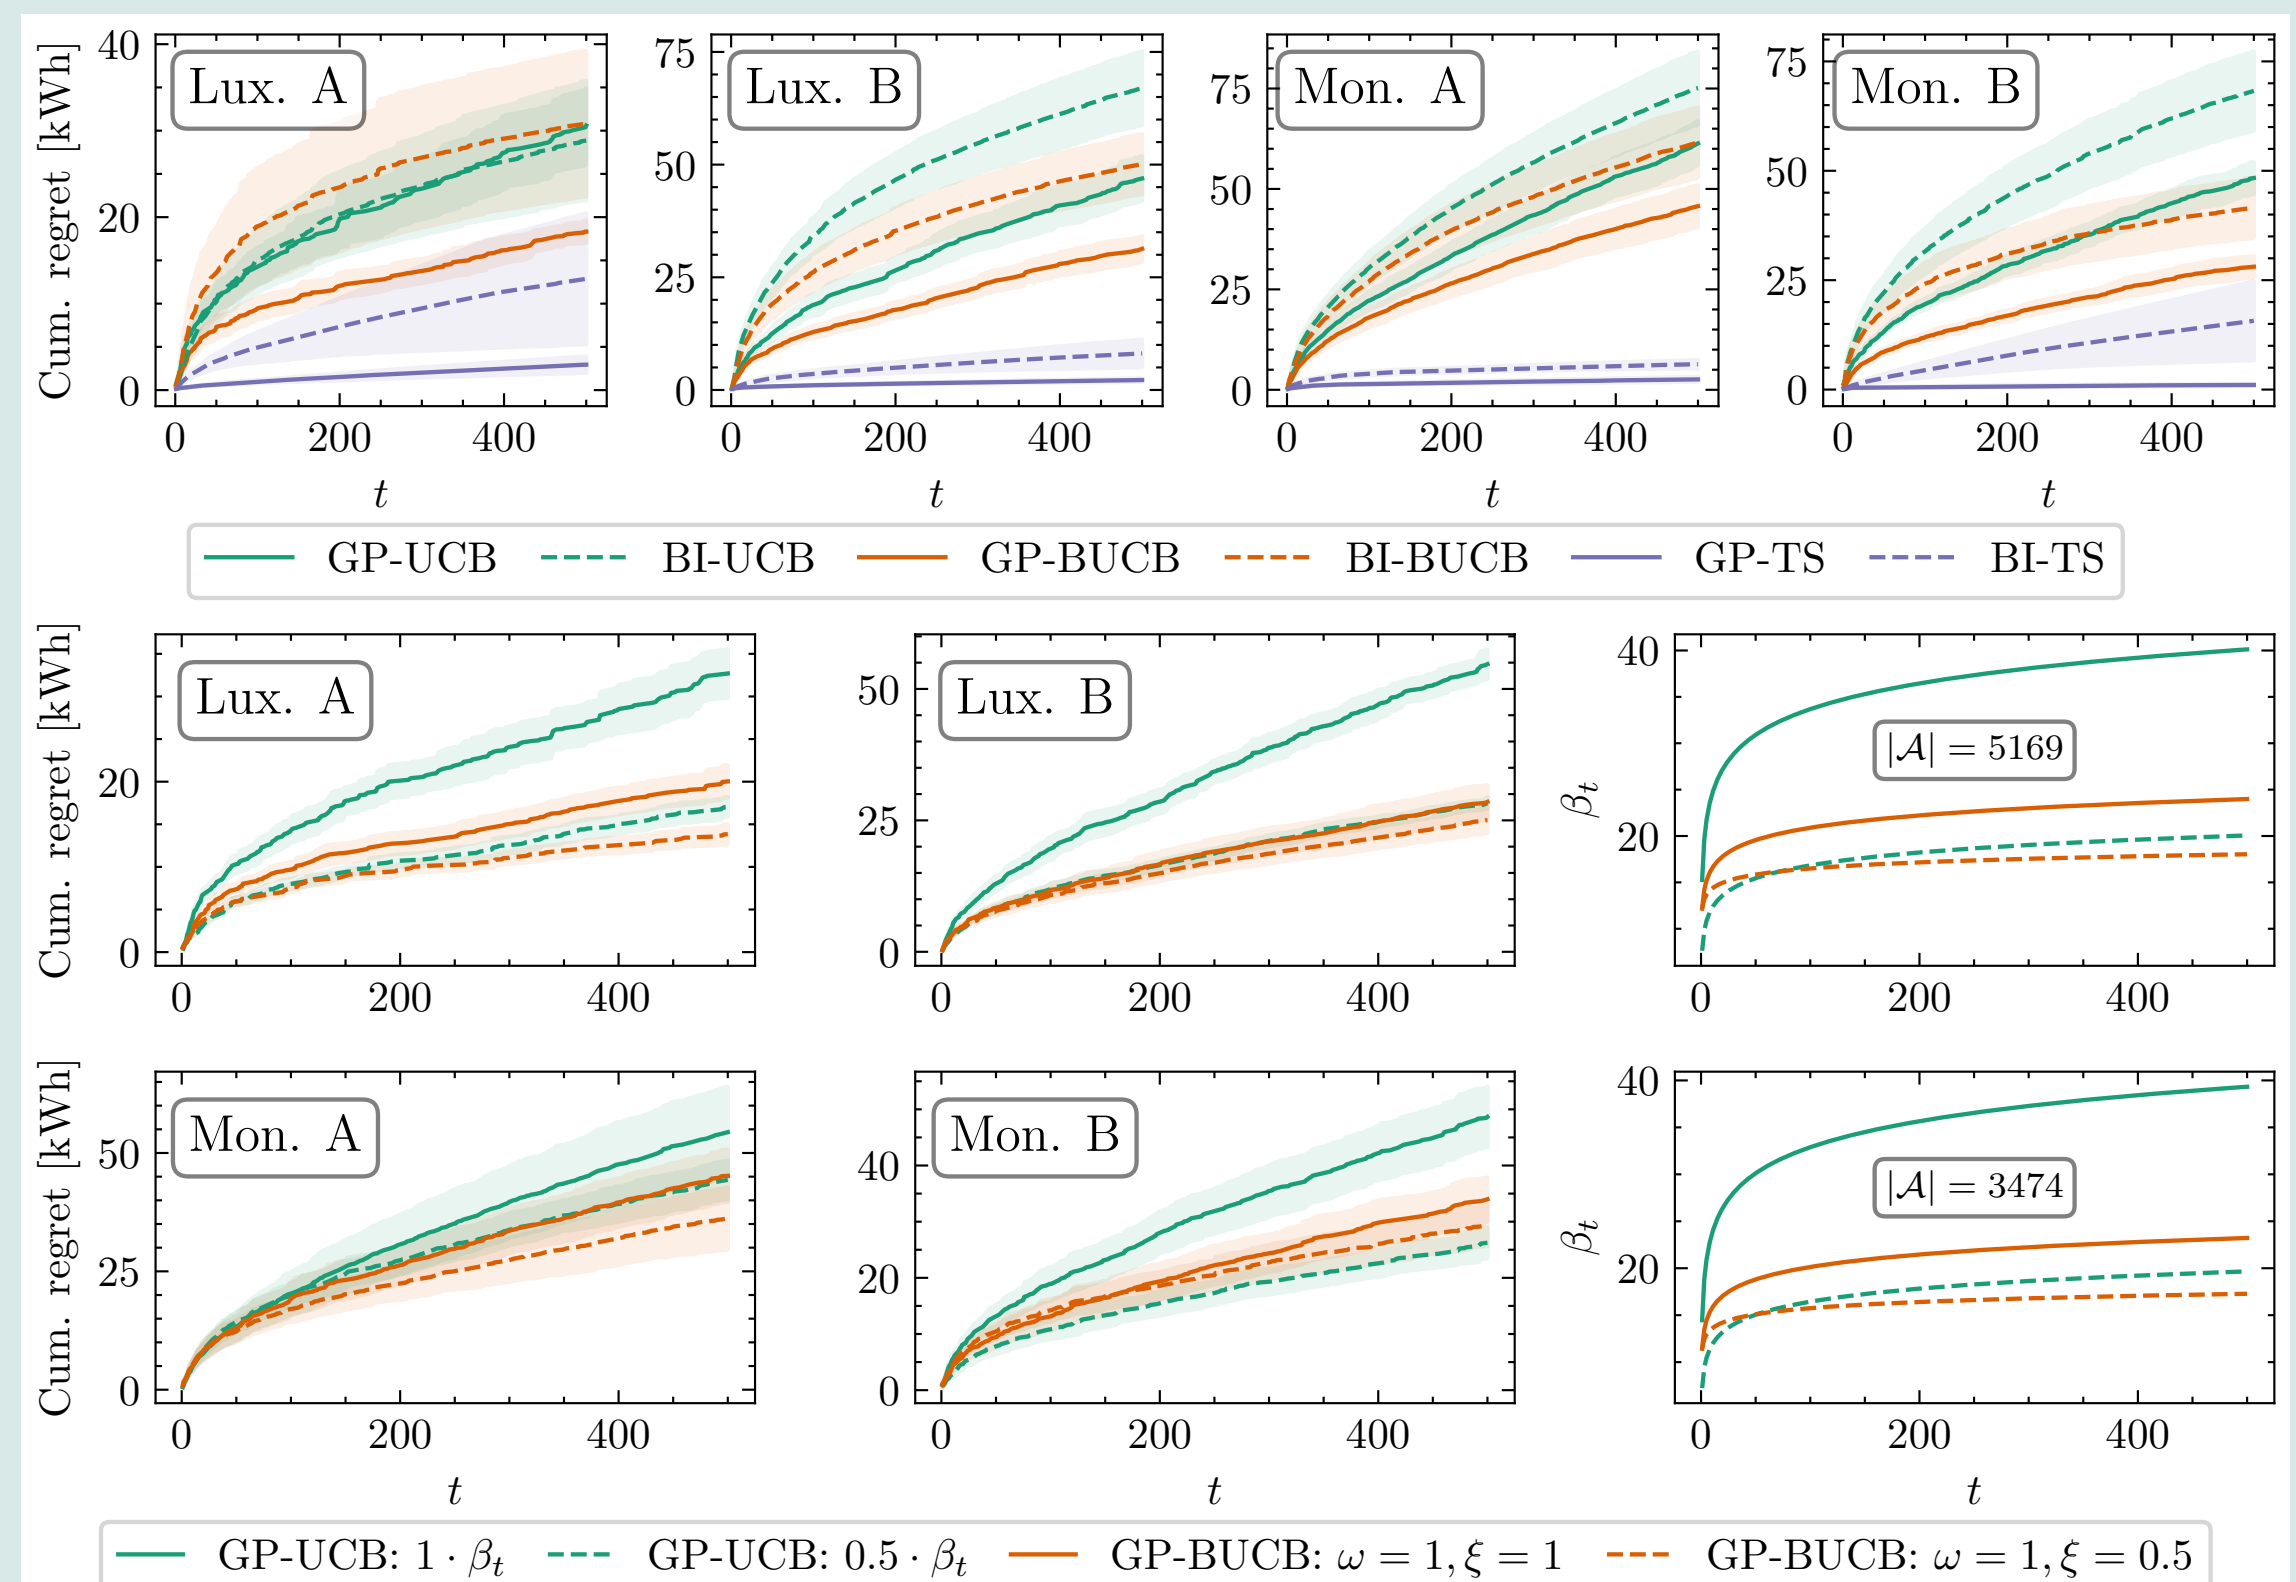 Cum. regret [kWh]
40
20
0
Lux. A
0 200 400
t
75
50
25
0
Lux. B
0 200 400
t
75
50
25
0
Mon. A
0 200 400
t
75
50
25
0
Mon. B
0 200 400
t
GP-UCB BI-UCB GP-BUCB BI-BUCB GP-TS BI-TS
Cum. regret [kWh]
20
0
Lux. A
0 200 400
50
25
0
Lux. B
0 200 400
βt
40
20
|𝒜| = 5169
0 200 400
Cum. regret [kWh]
50
25
0
Mon. A
0 200 400
t
40
20
0
Mon. B
0 200 400
t
βt
40
20
|𝒜| = 3474
0 200 400
t
GP-UCB: 1 · βt GP-UCB: 0.5 · βt GP-BUCB: ω = 1, ξ = 1 GP-BUCB: ω = 1, ξ = 0.5